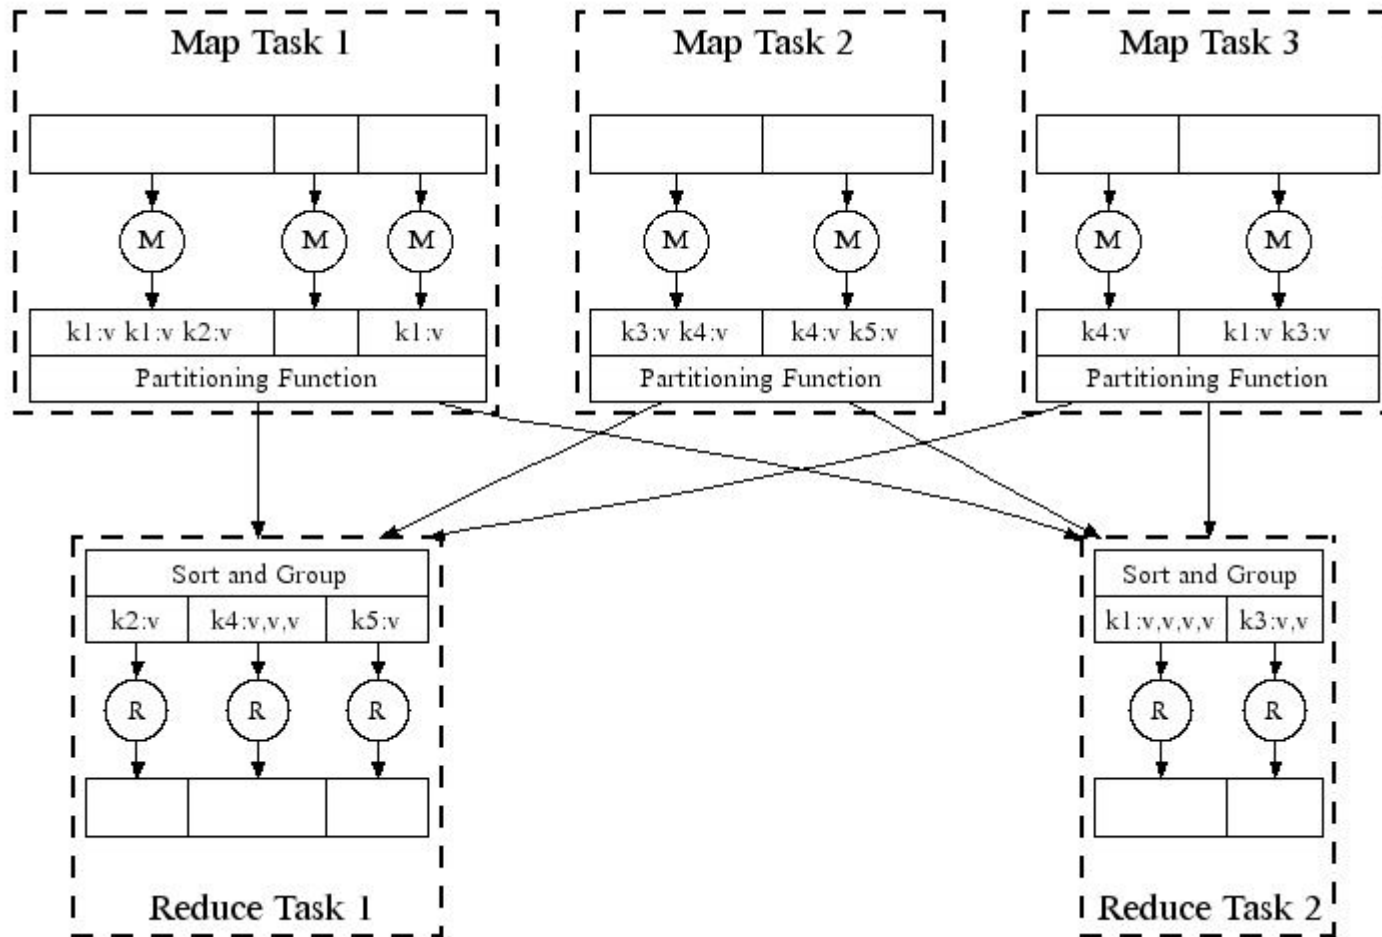 Map Task 1
Map Task 2
Map Task 3
M
M
M
M
M
M
M
k1:v k1:v k2:v
k1:v
k3:v k4:v
k4:v k5:v
k4:v
k1:v k3:v
Partitioning Function
Partitioning Function
Partitioning Function
Sort and Group
Sort and Group
k2:v
k4:v,v,v
k5:v
k1:v,v,v,v
k3:v,v
R
R
R
R
R
Reduce Task 1
Reduce Task 2